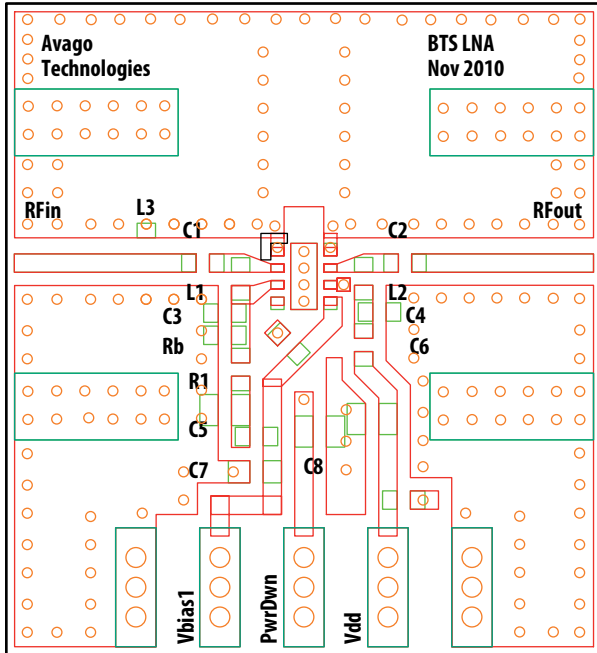 Avago
Technologies
BTS LNA
Nov 2010
RFin
L3
C1
C2
RFout
L1
L2
C3
C4
Rb
C6
R1
C5
C7
C8
Vbias1
PwrDwn
Vdd